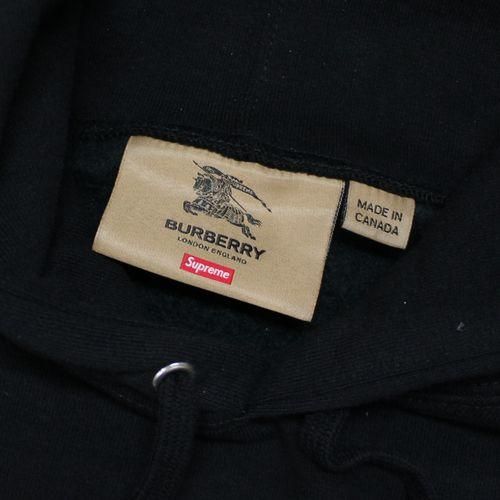 BURBERRY
LONDON ENGLAND
Supreme
MADE IN
CANADA